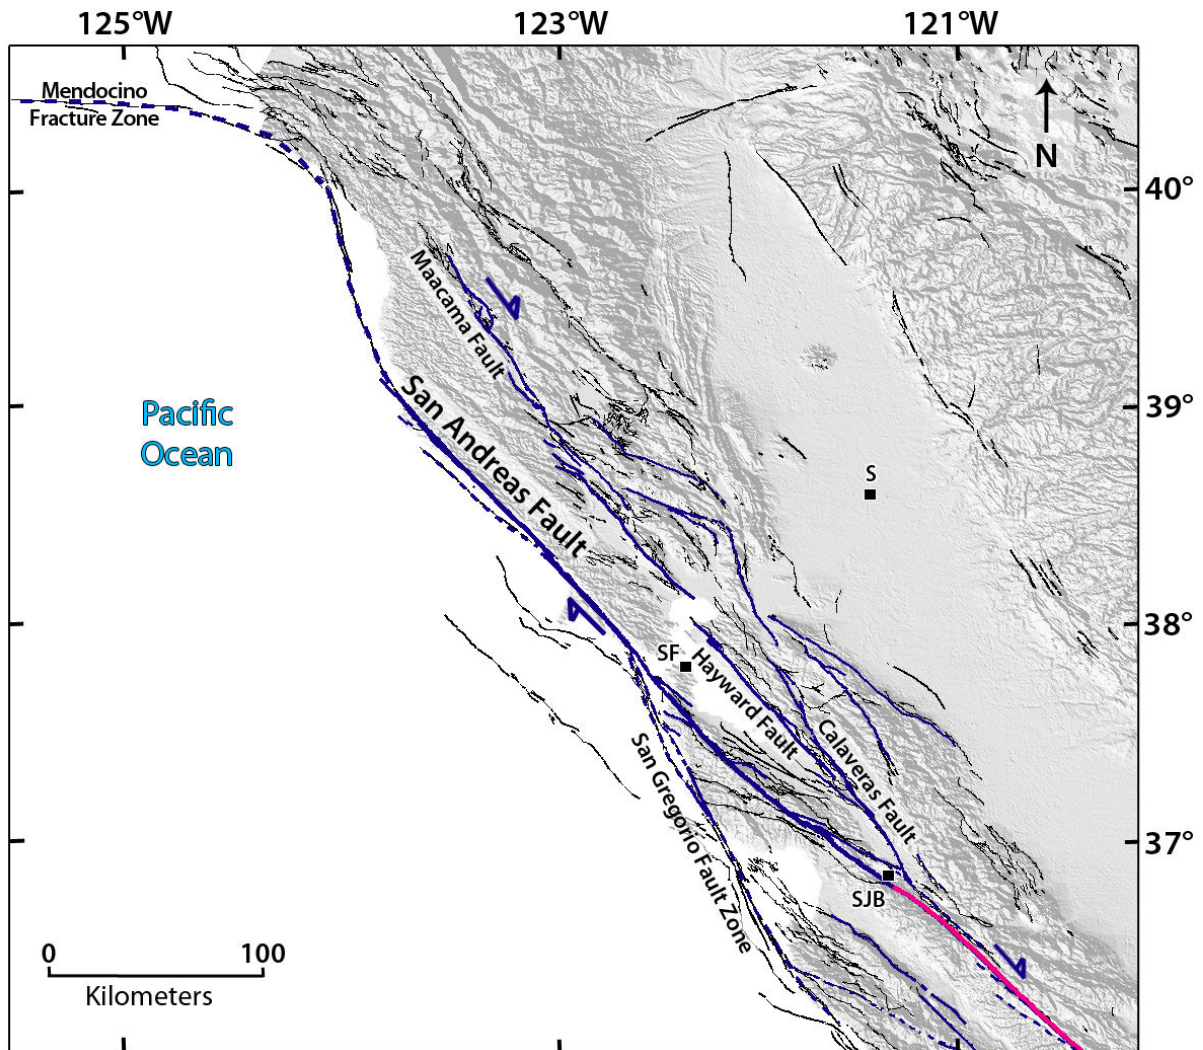 125°W
123°W
121°W
Mendocino
Fracture Zone
N
40°
Maacama Fault
39°
San Andreas Fault
Pacific
Ocean
S
38°
SF
Hayward Fault
Calaveras Fault
San Gregorio Fault Zone
37°
SJB
0
100
Kilometers